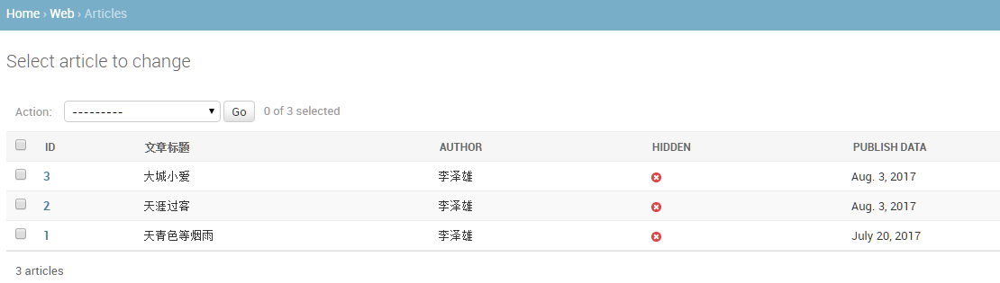 Home › Web › Articles
Select article to change
Action: --------- Go 0 of 3 selected
ID 文章标题 AUTHOR HIDDEN PUBLISH DATA
3 大城小爱 李泽雄 Aug. 3, 2017
2 天涯过客 李泽雄 Aug. 3, 2017
1 天青色等烟雨 李泽雄 July 20, 2017
3 articles